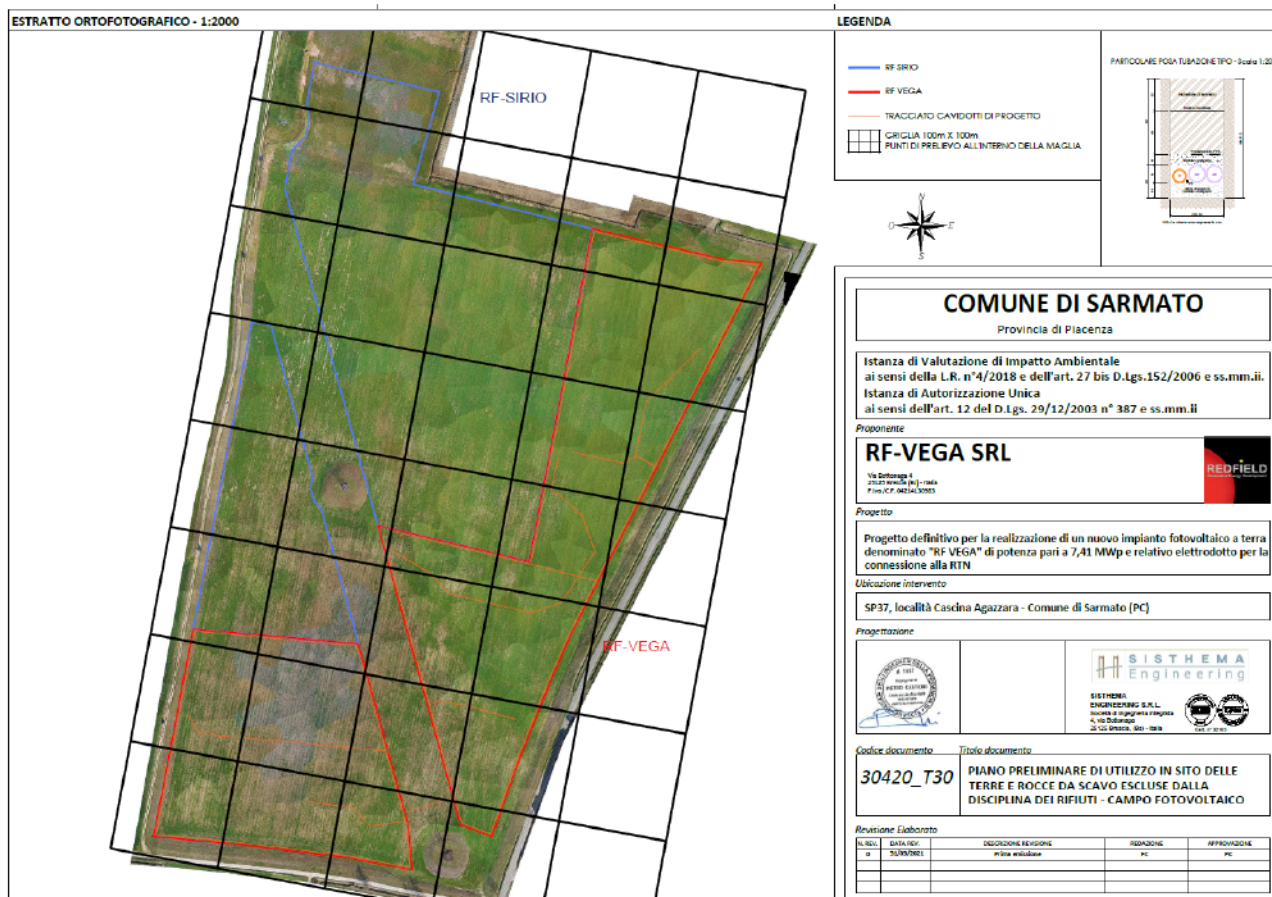 ESTRATTO ORTOFOTOGRAFICO - 1:2000
RF-SIRIO
RF-VEGA
LEGENDA
RF SIRIO
RF VEGA
TRACCIATO CAVIDOTTI DI PROGETTO
GRIGLIA 100m X 100m
PUNTI DI PRELIEVO ALL'INTERNO DELLA MAGLIA
PARTICOLARE POSA TUBAZIONE TIPO - Scala 1:20
N
O
E
S
COMUNE DI SARMATO
Provincia di Piacenza
Istanza di Valutazione di Impatto Ambientale
ai sensi della L.R. n°4/2018 e dell'art. 27 bis D.Lgs.152/2006 e ss.mm.ii.
Istanza di Autorizzazione Unica
ai sensi dell'art. 12 del D.Lgs. 29/12/2003 n° 387 e ss.mm.ii
Proponente
RF-VEGA SRL
REDFIELD
Progetto
Progetto definitivo per la realizzazione di un nuovo impianto fotovoltaico a terra
denominato "RF VEGA" di potenza pari a 7,41 MWp e relativo elettrodotto per la
connessione alla RTN
Ubicazione intervento
SP37, località Cascina Agazzara - Comune di Sarmato (PC)
Progettazione
SISTHEMA
Engineering
SISTHEMA
ENGINEERING S.R.L.
Codice documento
Titolo documento
30420_T30
PIANO PRELIMINARE DI UTILIZZO IN SITO DELLE
TERRE E ROCCE DA SCAVO ESCLUSE DALLA
DISCIPLINA DEI RIFIUTI - CAMPO FOTOVOLTAICO
Revisione Elaborato
N. REV.
DATA REV.
DESCRIZIONE REVISIONE
REDAZIONE
APPROVAZIONE
0
Prima emissione
PC
PC